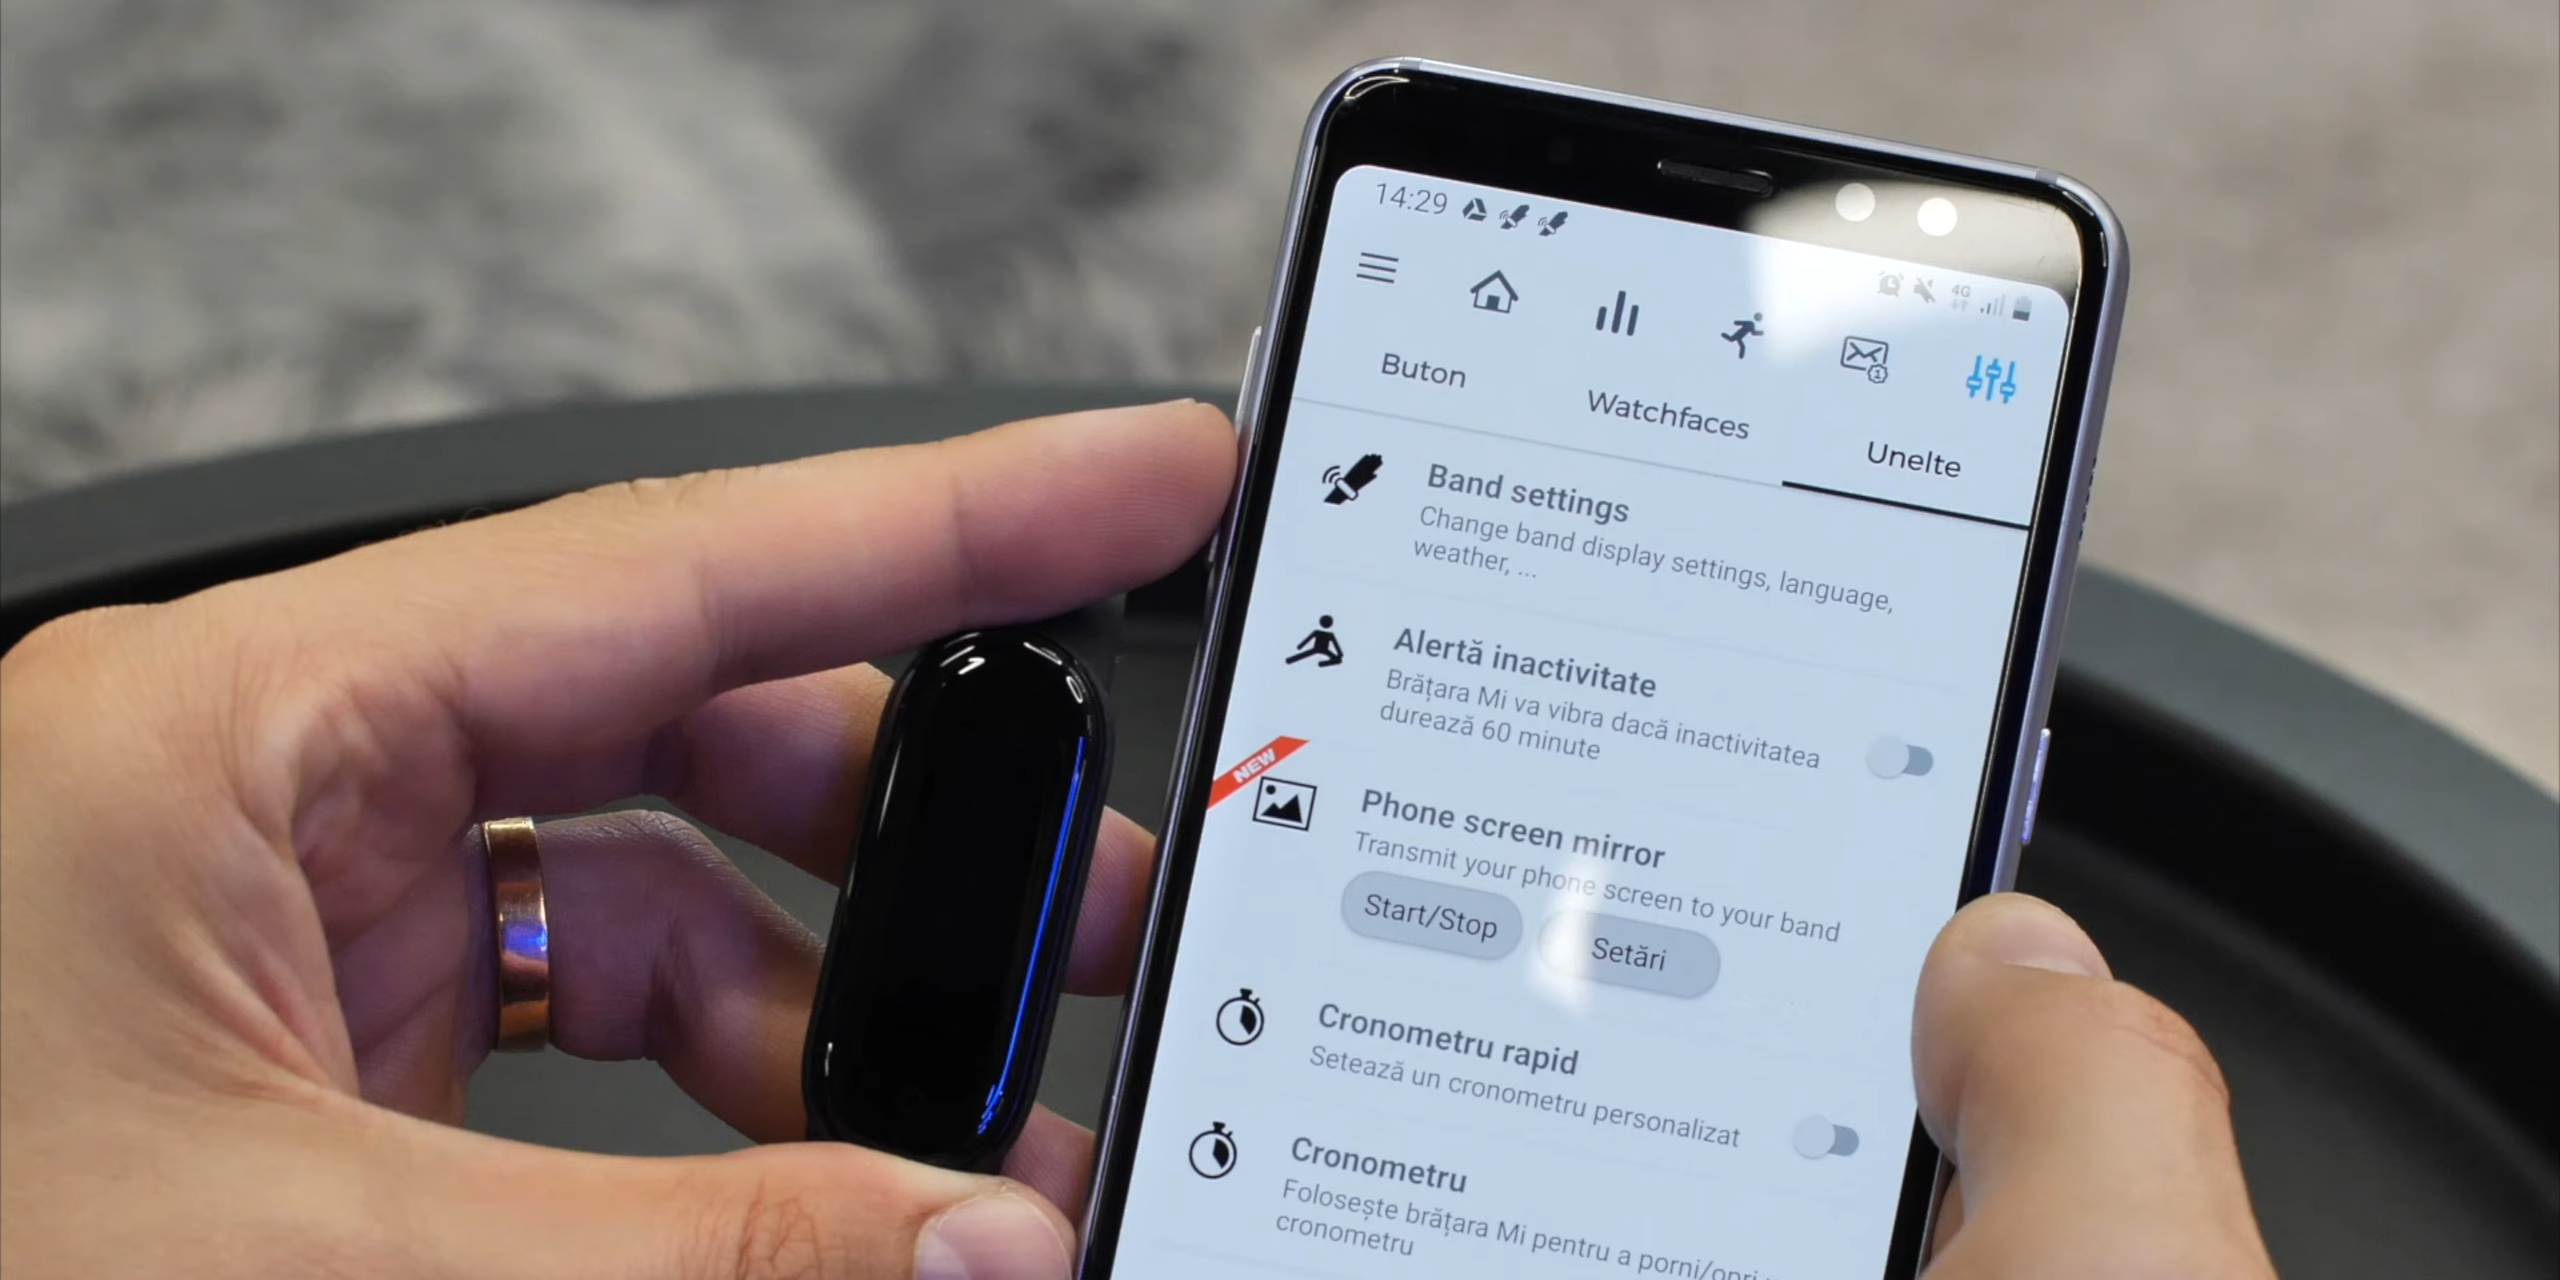 14:29
4G
Buton
Watchfaces
Unelte
Band settings
Change band display settings, language,
weather, ...
Alertă inactivitate
Brățara Mi va vibra dacă inactivitatea
durează 60 minute
NEW
Phone screen mirror
Transmit your phone screen to your band
Start/Stop
Setări
Cronometru rapid
Setează un cronometru personalizat
Cronometru
Folosește brățara Mi pentru a porni/opri
cronometru